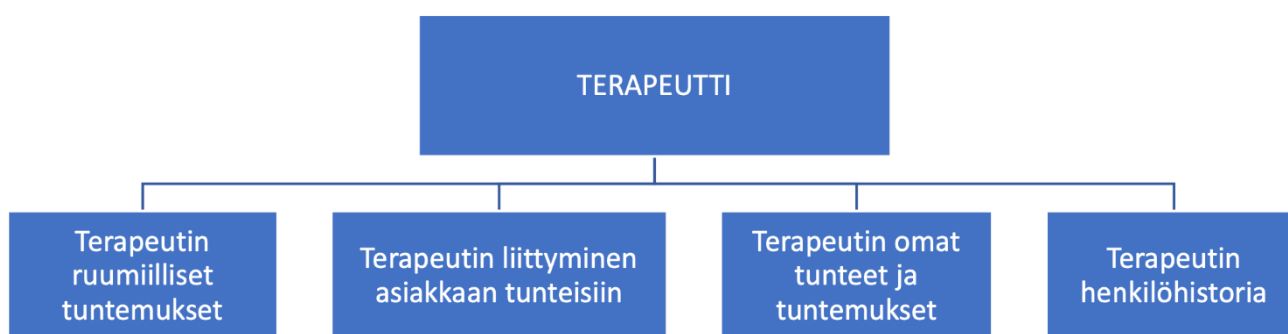 TERAPEUTTI
Terapeutin
ruumiilliset
tuntemukset
Terapeutin liittyminen
asiakkaan tunteisiin
Terapeutin omat
tunteet ja
tuntemukset
Terapeutin
henkilöhistoria